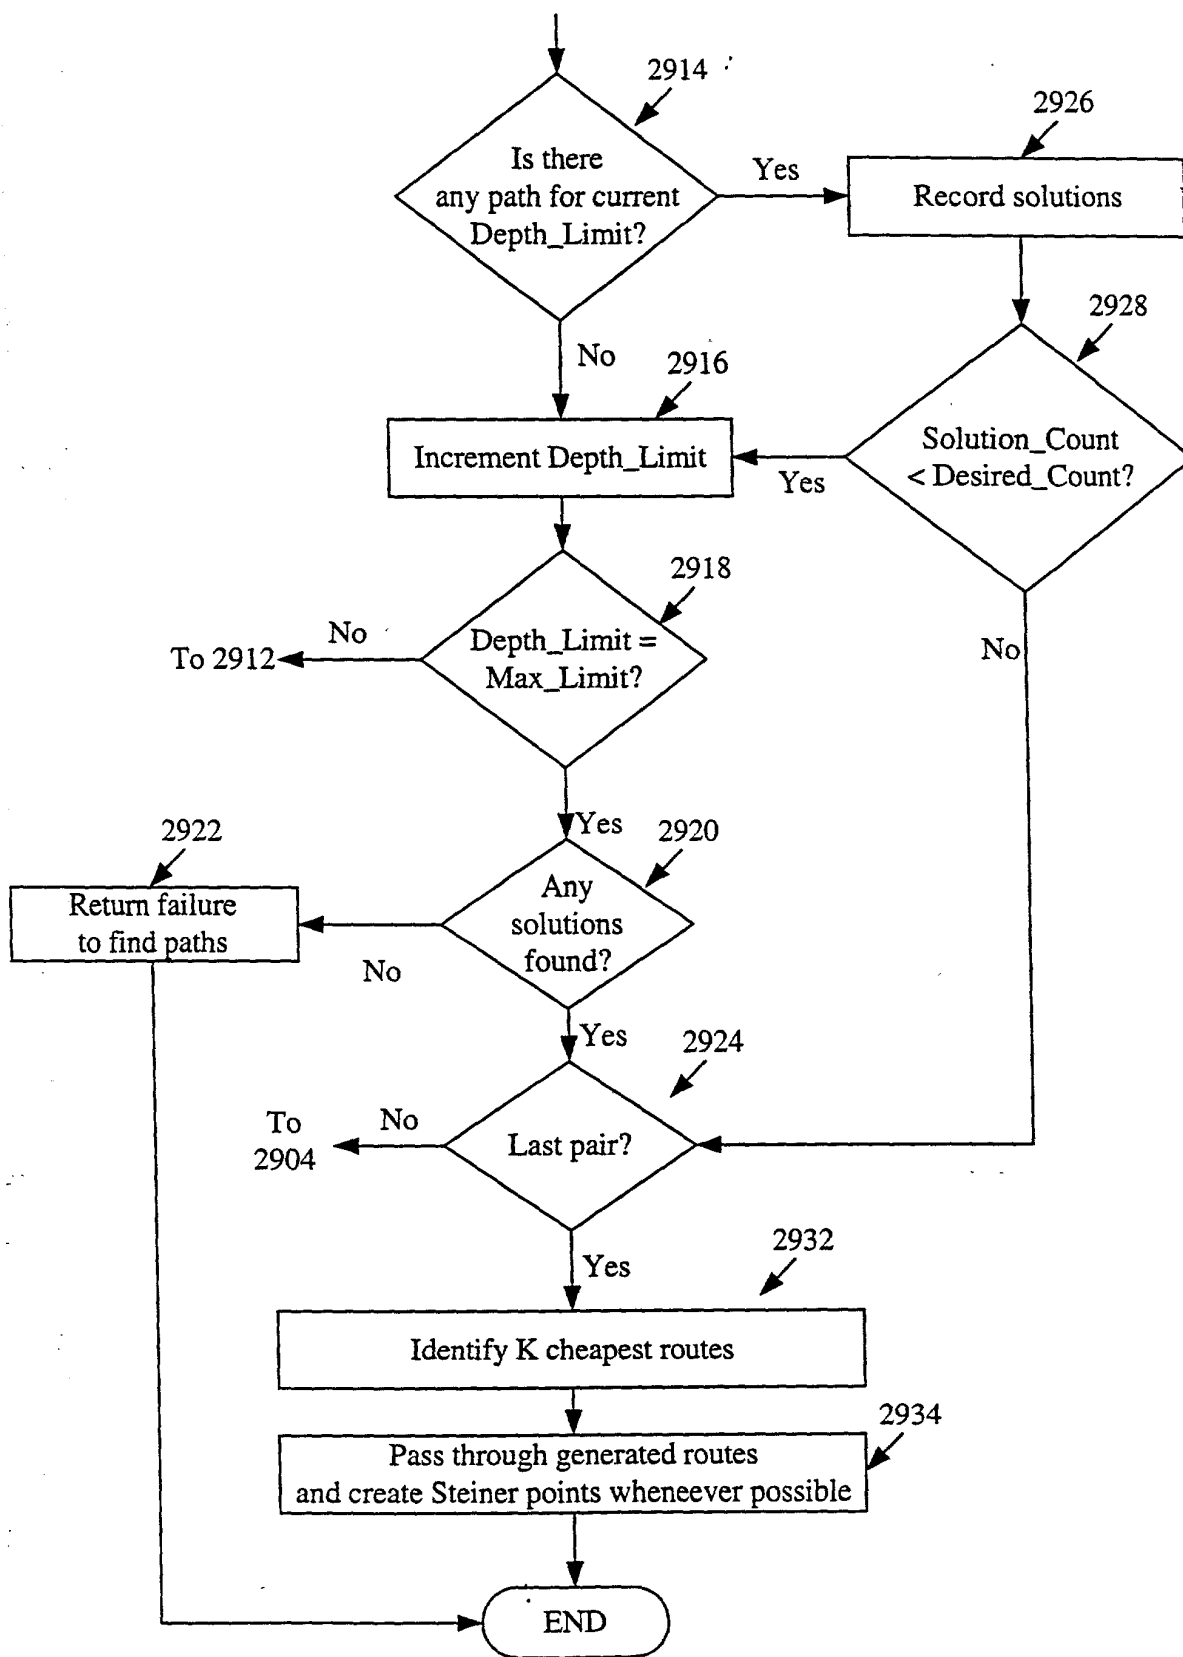 2914
Is there
any path for current
Depth_Limit?
Yes
2926
Record solutions
2928
Solution_Count
< Desired_Count?
Yes
No
No
2916
Increment Depth_Limit
2918
Depth_Limit =
Max_Limit?
No
To 2912
Yes
2920
Any
solutions
found?
No
2922
Return failure
to find paths
Yes
2924
Last pair?
No
To
2904
Yes
2932
Identify K cheapest routes
2934
Pass through generated routes
and create Steiner points wheneever possible
END